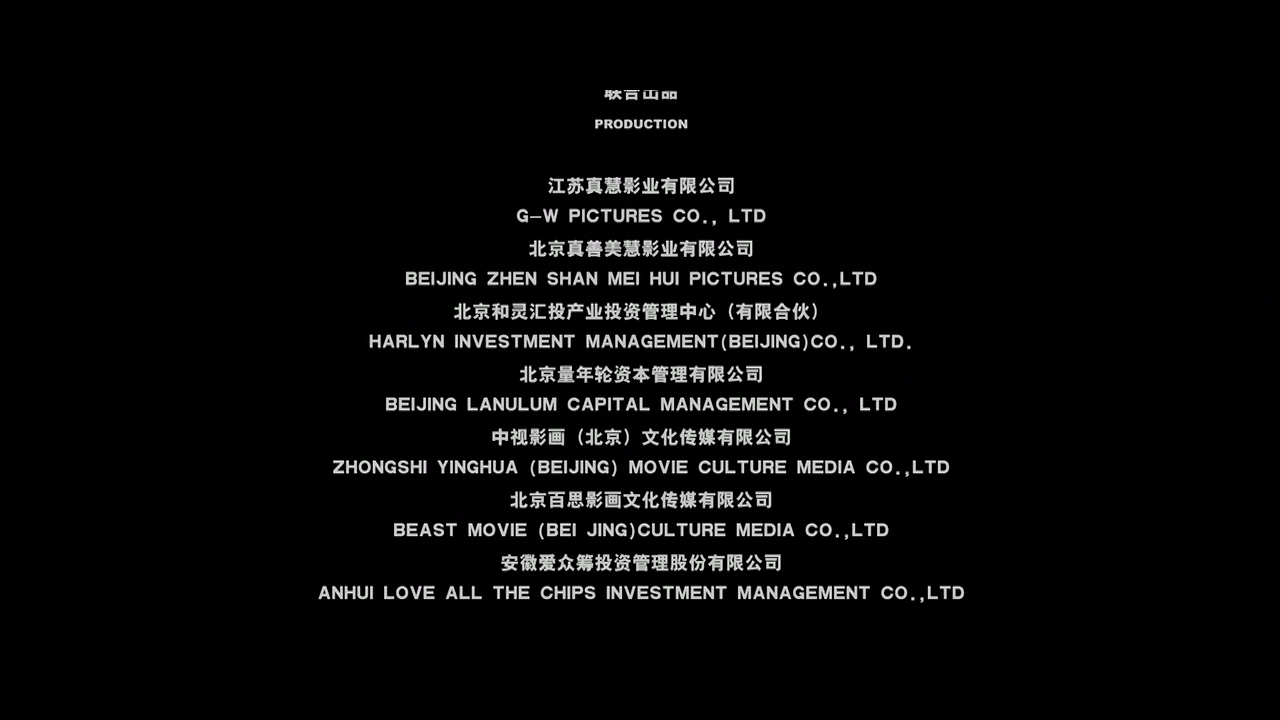 联合出品
PRODUCTION
江苏真慧影业有限公司
G-W PICTURES CO., LTD
北京真善美慧影业有限公司
BEIJING ZHEN SHAN MEI HUI PICTURES CO.,LTD
北京和灵汇投产业投资管理中心（有限合伙）
HARLYN INVESTMENT MANAGEMENT(BEIJING)CO., LTD.
北京量年轮资本管理有限公司
BEIJING LANULUM CAPITAL MANAGEMENT CO., LTD
中视影画（北京）文化传媒有限公司
ZHONGSHI YINGHUA (BEIJING) MOVIE CULTURE MEDIA CO.,LTD
北京百思影画文化传媒有限公司
BEAST MOVIE (BEI JING)CULTURE MEDIA CO.,LTD
安徽爱众筹投资管理股份有限公司
ANHUI LOVE ALL THE CHIPS INVESTMENT MANAGEMENT CO.,LTD